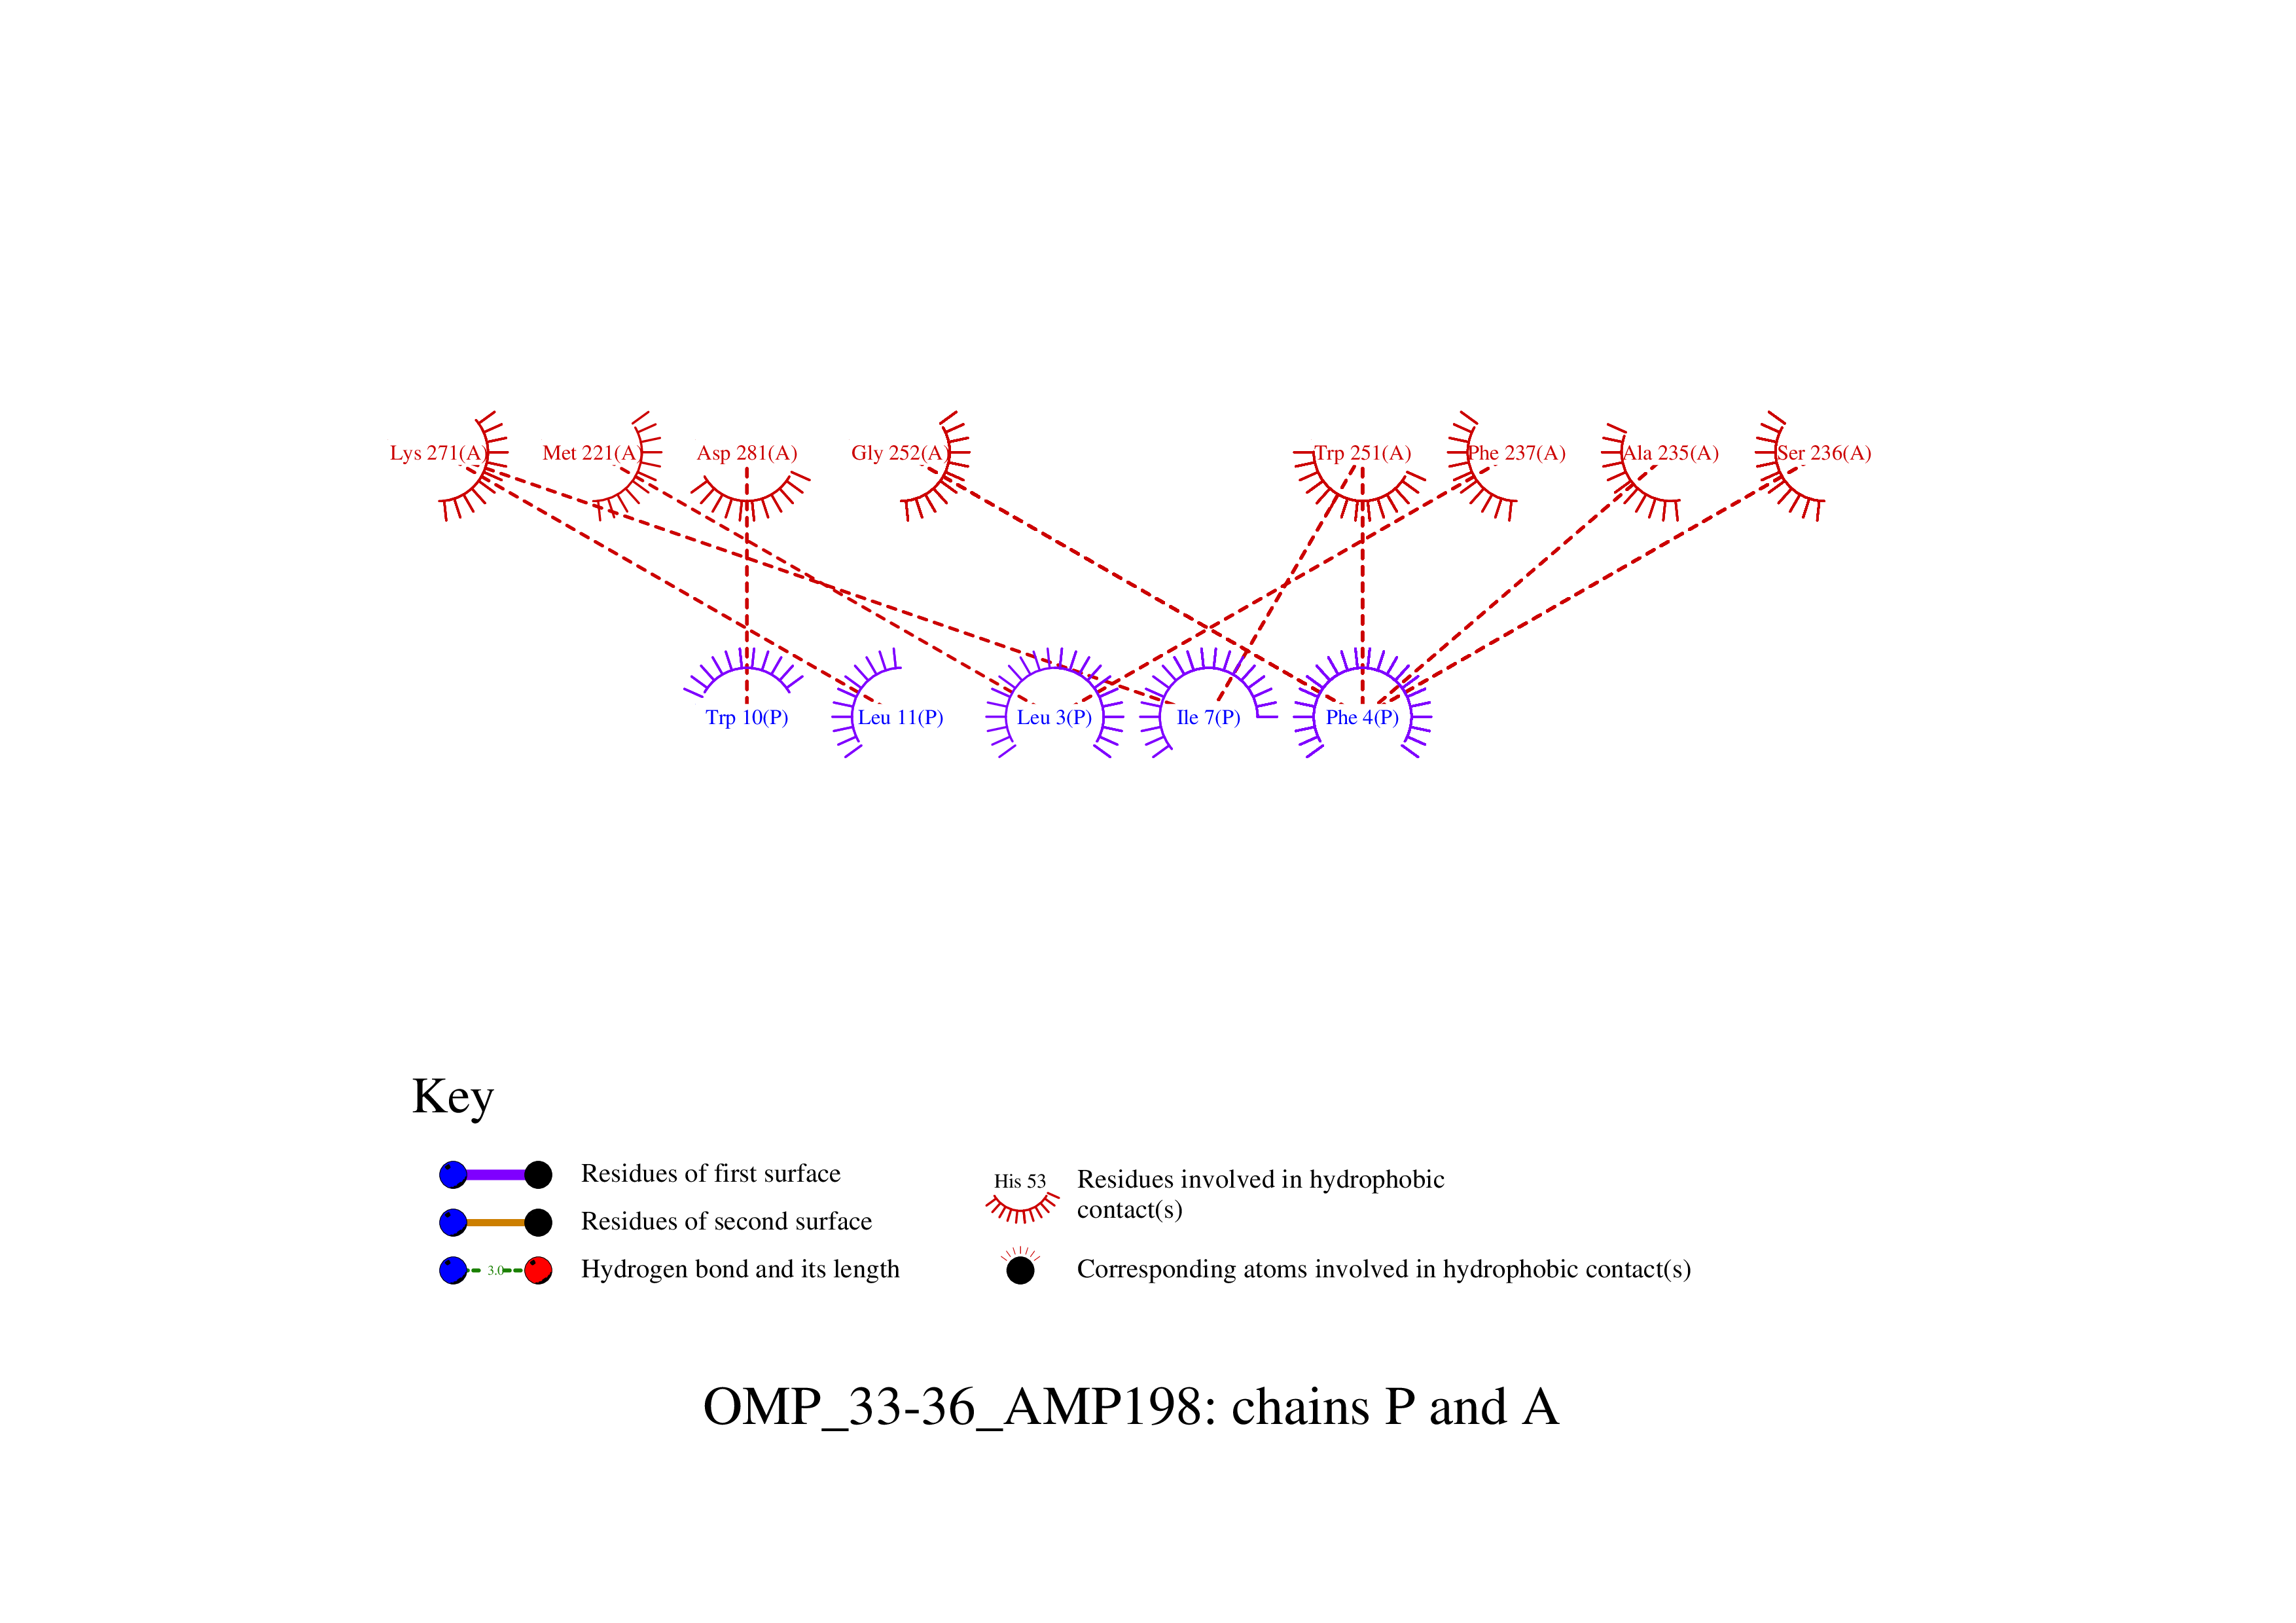 Lys 271(A) Met 221(A) Asp 281(A) Gly 252(A) Trp 251(A) Phe 237(A) Ala 235(A) Ser 236(A)
Trp 10(P) Leu 11(P) Leu 3(P) Ile 7(P) Phe 4(P)
Key
Residues of first surface
Residues of second surface
3.0 Hydrogen bond and its length
His 53 Residues involved in hydrophobic
contact(s)
Corresponding atoms involved in hydrophobic contact(s)
OMP_33-36_AMP198: chains P and A